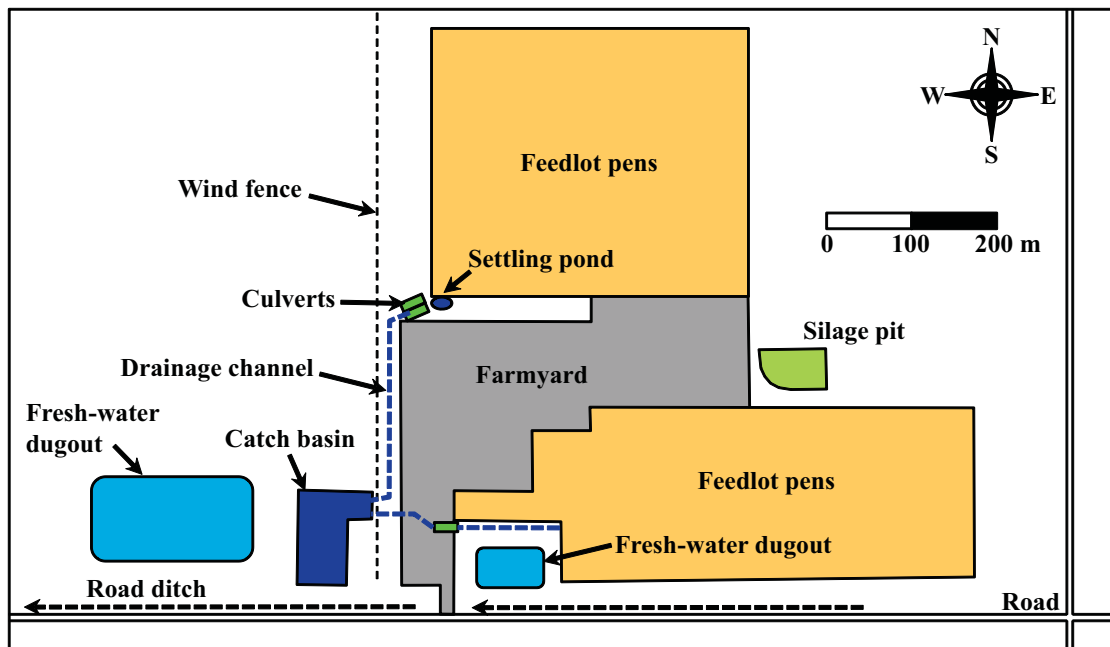 N
W E
S
Feedlot pens
Wind fence
0 100 200 m
Settling pond
Culverts
Silage pit
Drainage channel
Farmyard
Fresh-water
dugout
Catch basin
Feedlot pens
Fresh-water dugout
Road ditch
Road